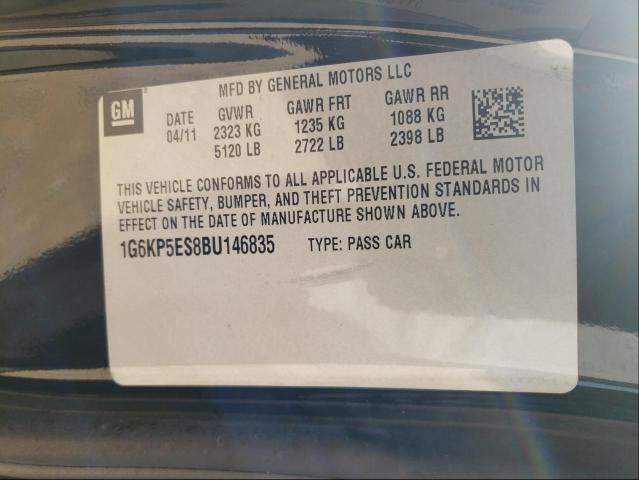 GM
MFD BY GENERAL MOTORS LLC
DATE GVWR GAWR FRT GAWR RR
04/11 2323 KG 1235 KG 1088 KG
5120 LB 2722 LB 2398 LB
THIS VEHICLE CONFORMS TO ALL APPLICABLE U.S. FEDERAL MOTOR
VEHICLE SAFETY, BUMPER, AND THEFT PREVENTION STANDARDS IN
EFFECT ON THE DATE OF MANUFACTURE SHOWN ABOVE.
1G6KP5ES8BU146835 TYPE: PASS CAR